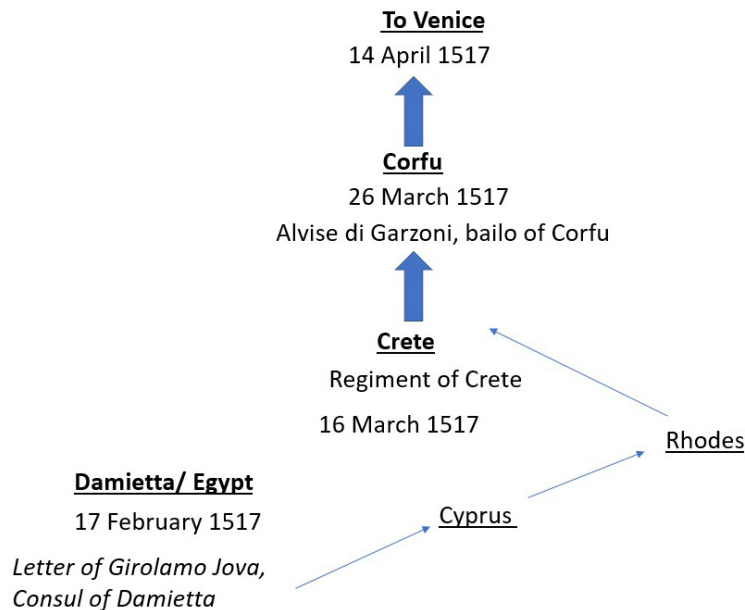 To Venice
14 April 1517
Corfu
26 March 1517
Alvise di Garzoni, bailo of Corfu
Crete
Regiment of Crete
16 March 1517
Rhodes
Damietta/ Egypt
17 February 1517
Cyprus
Letter of Girolamo Jova,
Consul of Damietta